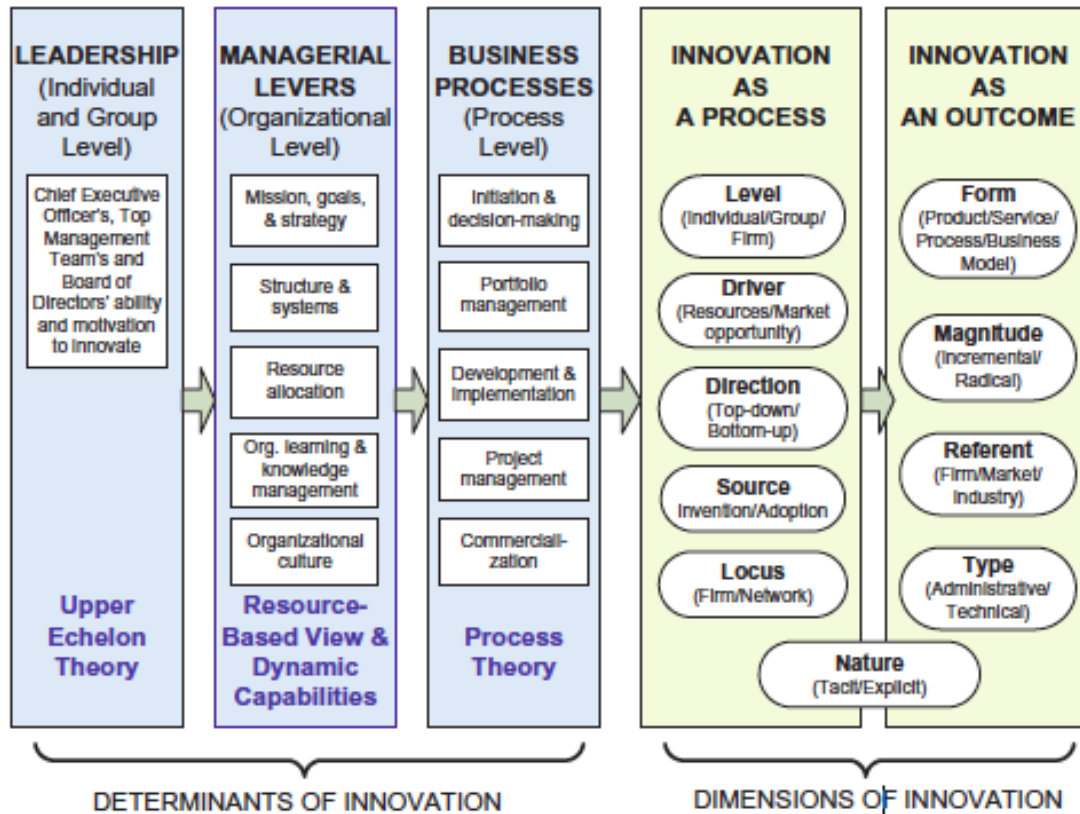 LEADERSHIP
(Individual
and Group
Level)
Chief Executive
Officer's, Top
Management
Team's and
Board of
Directors' ability
and motivation
to innovate
Upper
Echelon
Theory
MANAGERIAL
LEVERS
(Organizational
Level)
Mission, goals,
& strategy
Structure &
systems
Resource
allocation
Org. learning &
knowledge
management
Organizational
culture
Resource-
Based View &
Dynamic
Capabilities
BUSINESS
PROCESSES
(Process
Level)
Initiation &
decision-making
Portfolio
management
Development &
implementation
Project
management
Commerciali-
zation
Process
Theory
INNOVATION
AS
A PROCESS
Level
(Individual/Group/
Firm)
Driver
(Resources/Market
opportunity)
Direction
(Top-down/
Bottom-up)
Source
Invention/Adoption
Locus
(Firm/Network)
INNOVATION
AS
AN OUTCOME
Form
(Product/Service/
Process/Business
Model)
Magnitude
(Incremental/
Radical)
Referent
(Firm/Market/
Industry)
Type
(Administrative/
Technical)
Nature
(Tacit/Explicit)
DETERMINANTS OF INNOVATION
DIMENSIONS OF INNOVATION